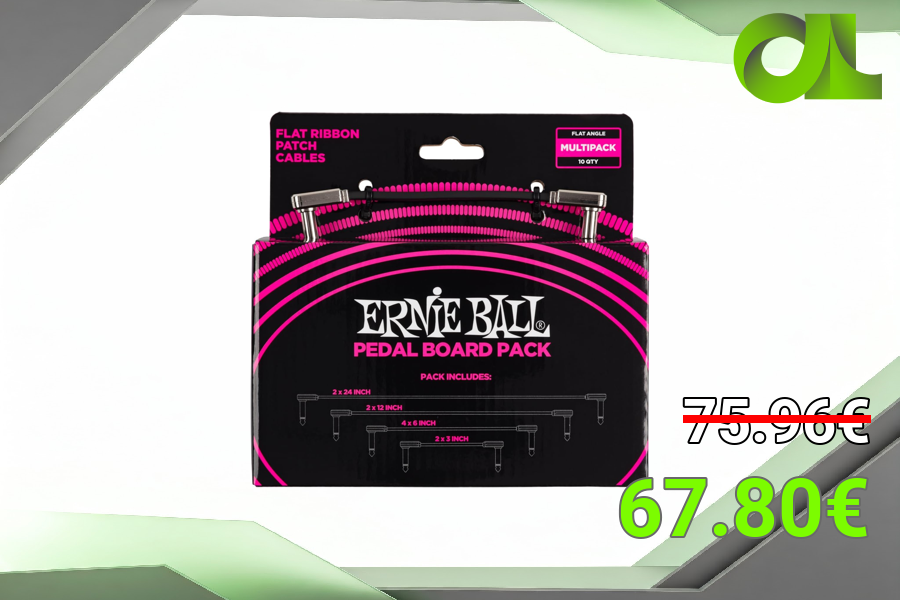 FLAT RIBBON
PATCH
CABLES
FLAT ANGLE
MULTIPACK
10 QTY
ERNIE BALL®
PEDAL BOARD PACK
PACK INCLUDES:
2 x 24 INCH
2 x 12 INCH
4 x 6 INCH
2 x 3 INCH
75.96€
67.80€